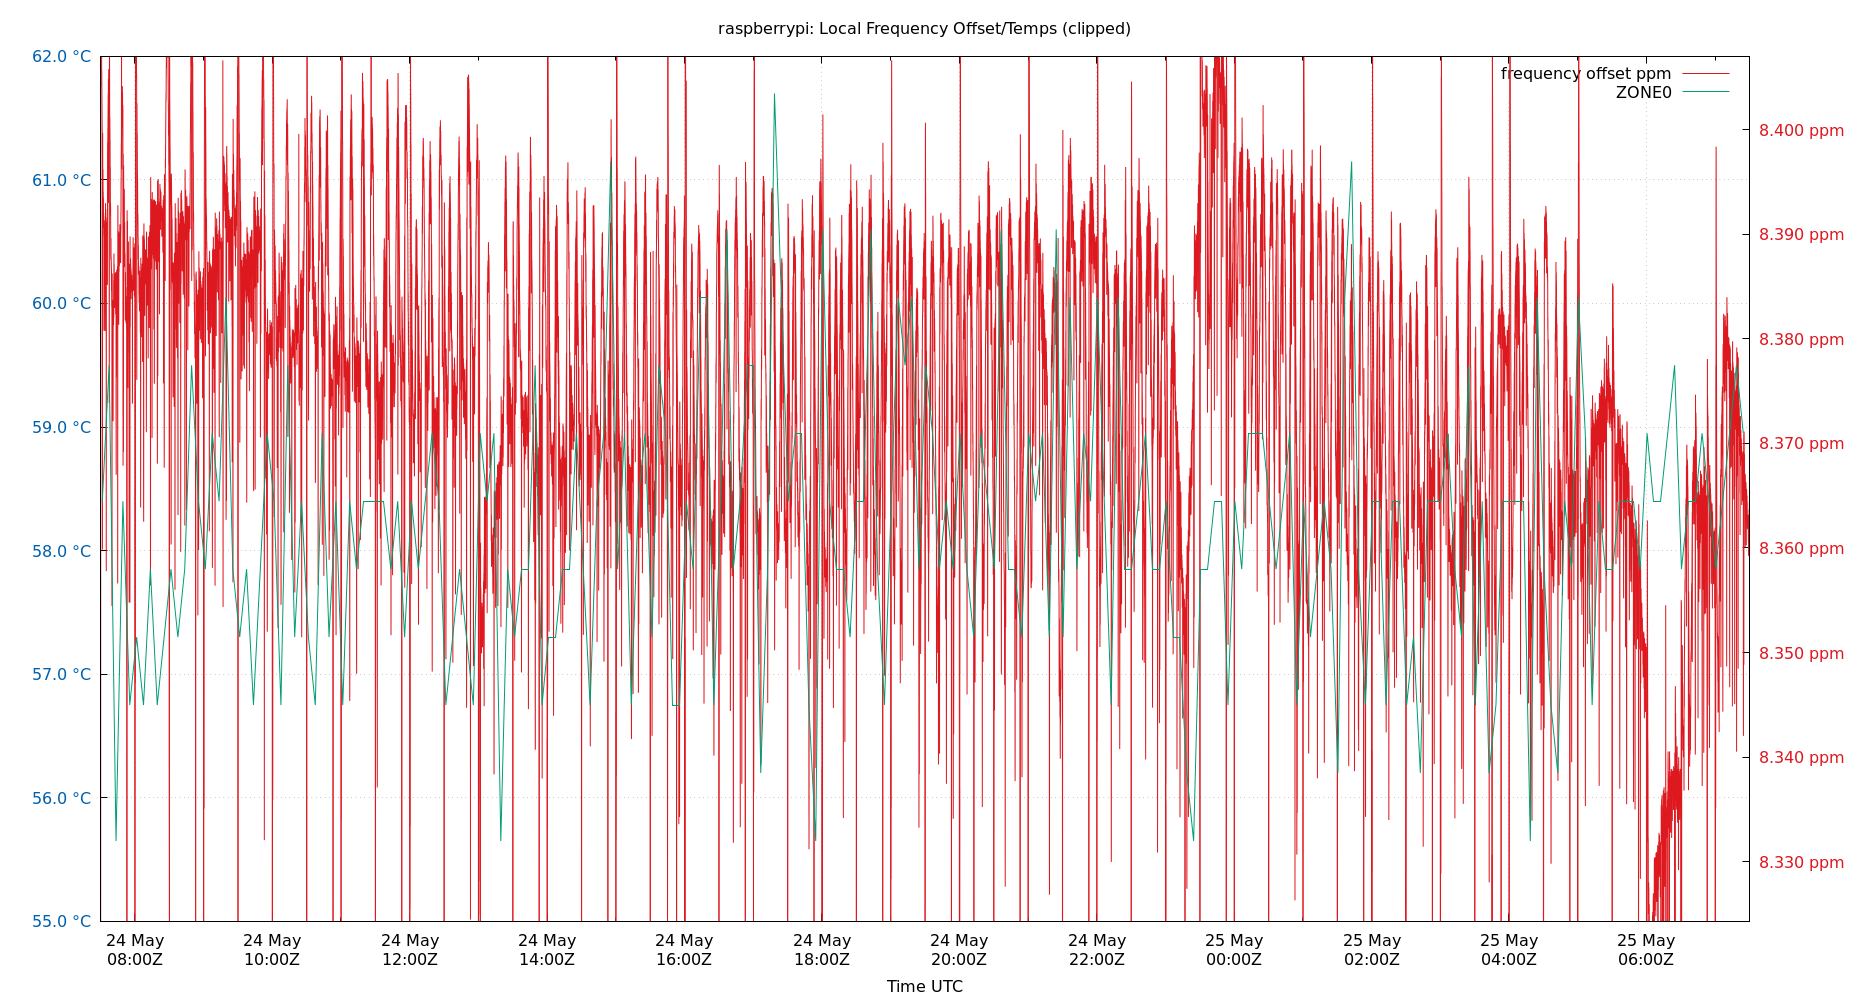 raspberrypi: Local Frequency Offset/Temps (clipped)
62.0 °C
61.0 °C
60.0 °C
59.0 °C
58.0 °C
57.0 °C
56.0 °C
55.0 °C
frequency offset ppm
ZONE0
8.400 ppm
8.390 ppm
8.380 ppm
8.370 ppm
8.360 ppm
8.350 ppm
8.340 ppm
8.330 ppm
24 May 24 May 24 May 24 May 24 May 24 May 24 May 24 May 25 May 25 May 25 May 25 May
08:00Z 10:00Z 12:00Z 14:00Z 16:00Z 18:00Z 20:00Z 22:00Z 00:00Z 02:00Z 04:00Z 06:00Z
Time UTC